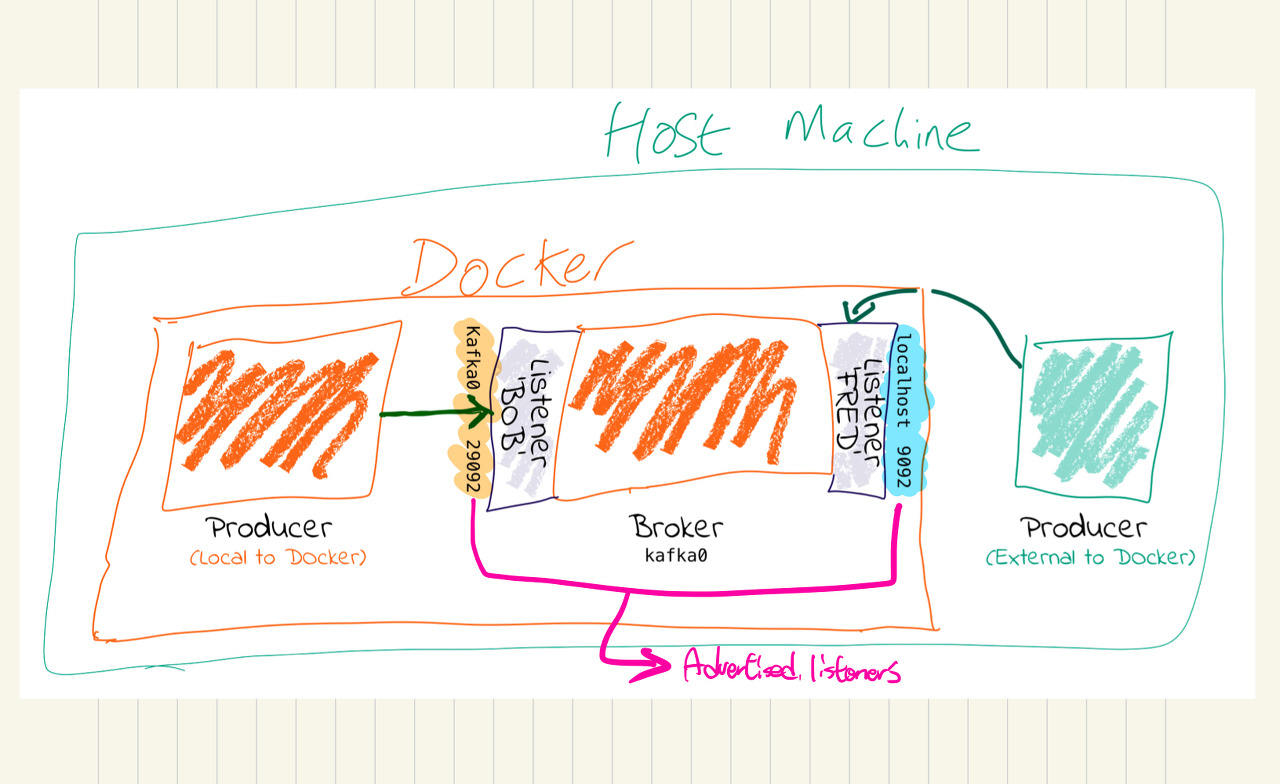 Host Machine
Docker
Kafka0 29092
Listener
'BOB'
Listener
'FRED'
localhost 9092
Producer
(Local to Docker)
Broker
kafka0
Producer
(External to Docker)
Advertised.listeners